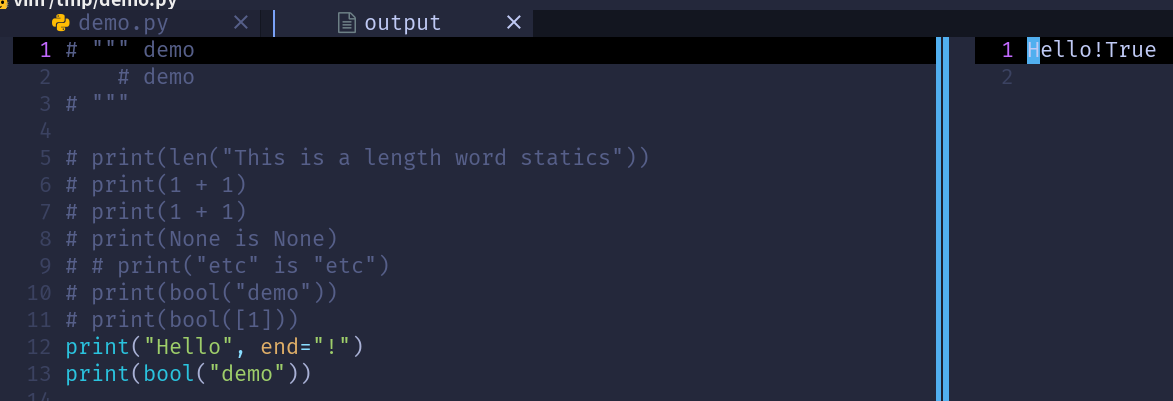 vim /tmp/demo.py
demo.py × output ×
1 # """ demo
2     # demo
3 # """
4
5 # print(len("This is a length word statics"))
6 # print(1 + 1)
7 # print(1 + 1)
8 # print(None is None)
9 # # print("etc" is "etc")
10 # print(bool("demo"))
11 # print(bool([1]))
12 print("Hello", end="!")
13 print(bool("demo"))
14
1 Hello!True
2